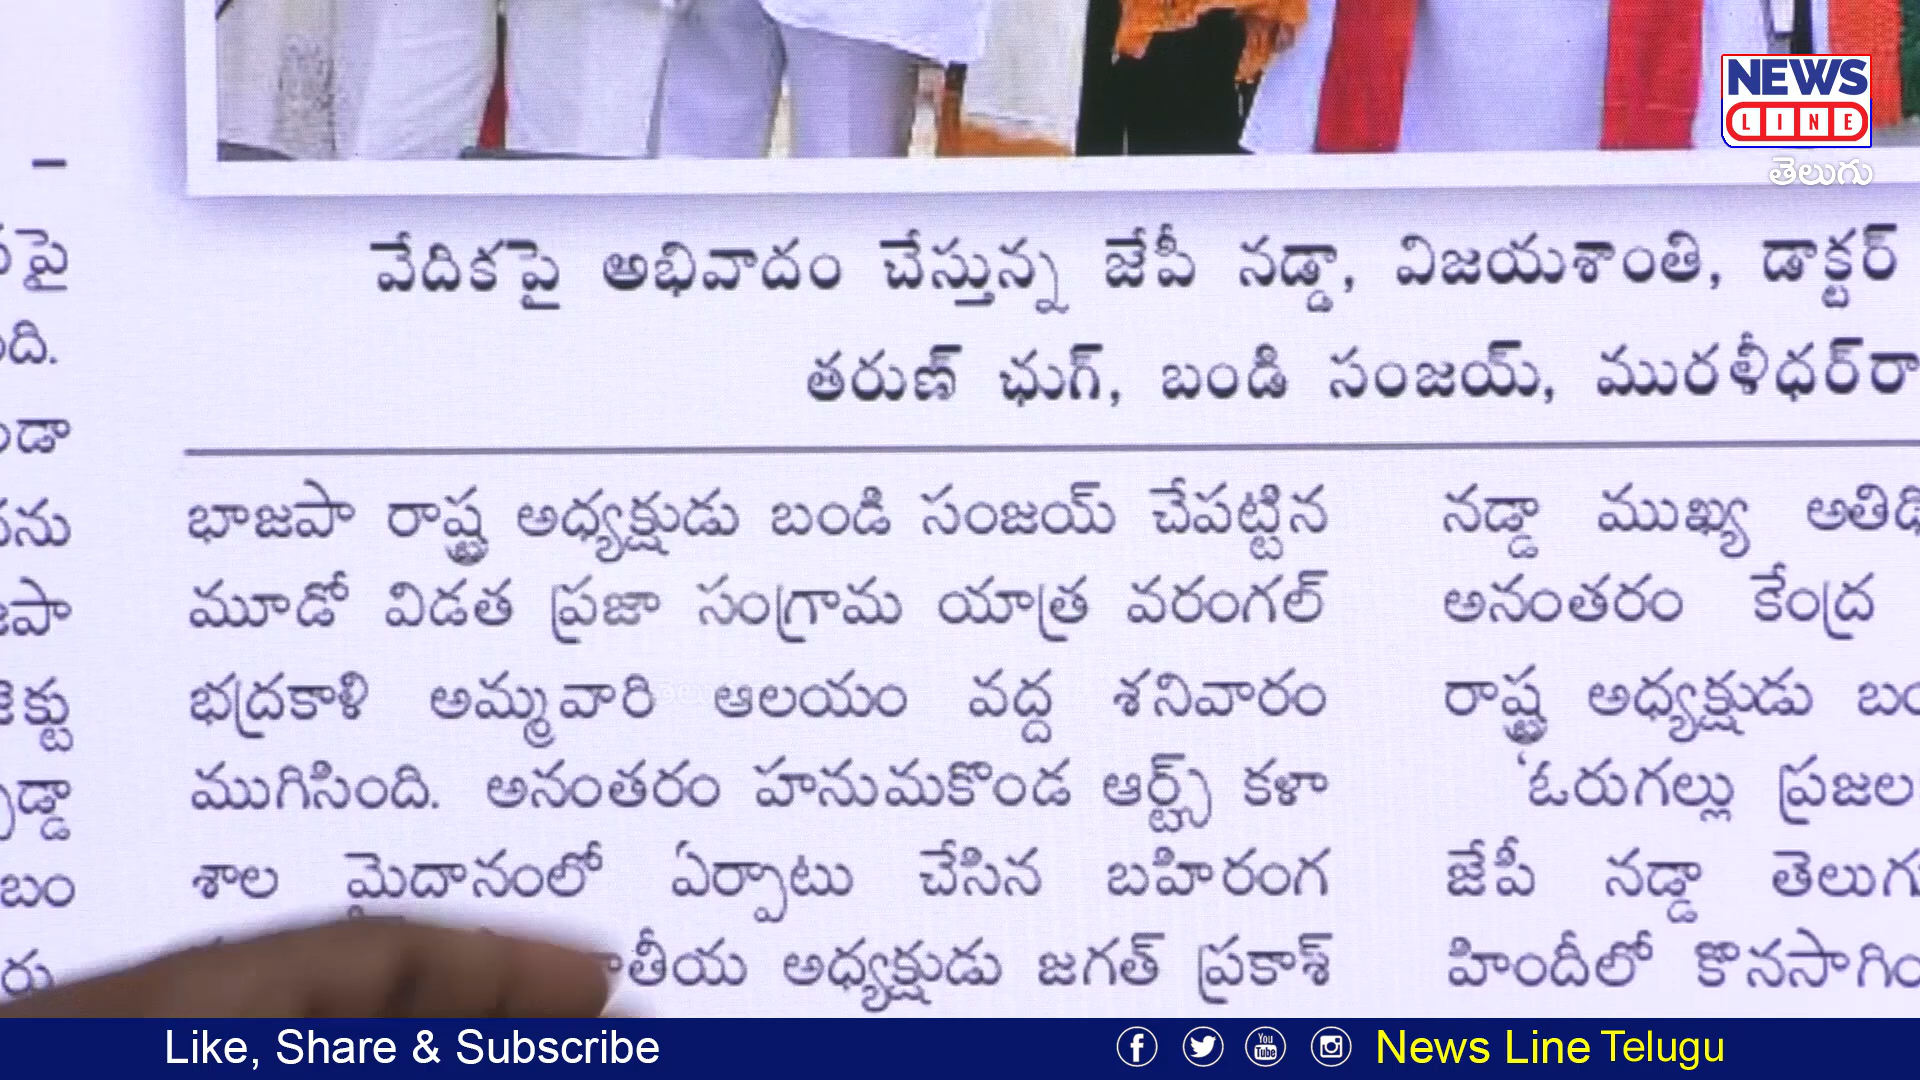 NEWS
LINE
తెలుగు
వేదికపై అభివాదం చేస్తున్న జేపీ నడ్డా, విజయశాంతి, డాక్టర్
తరుణ్ ఛుగ్, బండి సంజయ్, మురళీధర్‌రా
భాజపా రాష్ట్ర అధ్యక్షుడు బండి సంజయ్ చేపట్టిన
మూడో విడత ప్రజా సంగ్రామ యాత్ర వరంగల్
భద్రకాళి అమ్మవారి ఆలయం వద్ద శనివారం
ముగిసింది. అనంతరం హనుమకొండ ఆర్ట్స్ కళా
శాల మైదానంలో ఏర్పాటు చేసిన బహిరంగ
తీయ అధ్యక్షుడు జగత్ ప్రకాశ్
నడ్డా ముఖ్య అతిథి
అనంతరం కేంద్ర
రాష్ట్ర అధ్యక్షుడు బం
‘ఓరుగల్లు ప్రజల
జేపీ నడ్డా తెలుగు
హిందీలో కొనసాగిం
Like, Share & Subscribe
News Line Telugu